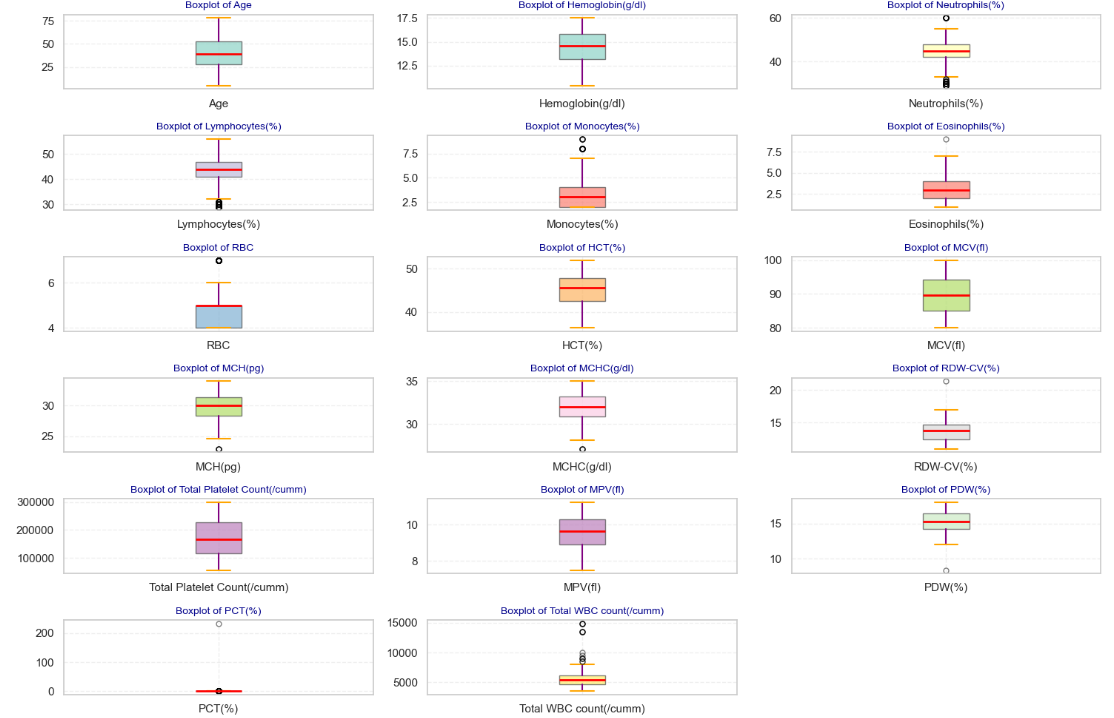 Boxplot of Age
75
50
25
Age
Boxplot of Hemoglobin(g/dl)
17.5
15.0
12.5
Hemoglobin(g/dl)
Boxplot of Neutrophils(%)
60
40
Neutrophils(%)
Boxplot of Lymphocytes(%)
50
40
30
Lymphocytes(%)
Boxplot of Monocytes(%)
7.5
5.0
2.5
Monocytes(%)
Boxplot of Eosinophils(%)
7.5
5.0
2.5
Eosinophils(%)
Boxplot of RBC
6
4
RBC
Boxplot of HCT(%)
50
40
HCT(%)
Boxplot of MCV(fl)
100
90
80
MCV(fl)
Boxplot of MCH(pg)
30
25
MCH(pg)
Boxplot of MCHC(g/dl)
35
30
MCHC(g/dl)
Boxplot of RDW-CV(%)
20
15
RDW-CV(%)
Boxplot of Total Platelet Count(/cumm)
300000
200000
100000
Total Platelet Count(/cumm)
Boxplot of MPV(fl)
10
8
MPV(fl)
Boxplot of PDW(%)
15
10
PDW(%)
Boxplot of PCT(%)
200
100
0
PCT(%)
Boxplot of Total WBC count(/cumm)
15000
10000
5000
Total WBC count(/cumm)